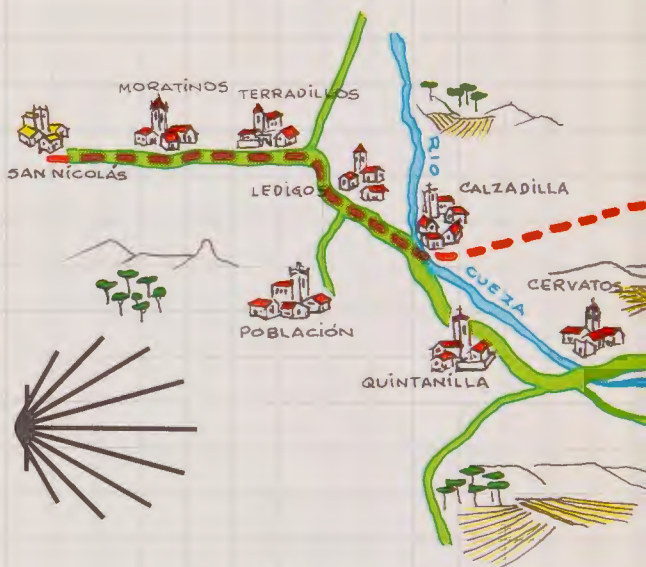 MORATINOS
TERRADILLOS
SAN NICOLÁS
LEDIGOS
RIO
CALZADILLA
CUEZA
CERVATOS
POBLACIÓN
QUINTANILLA